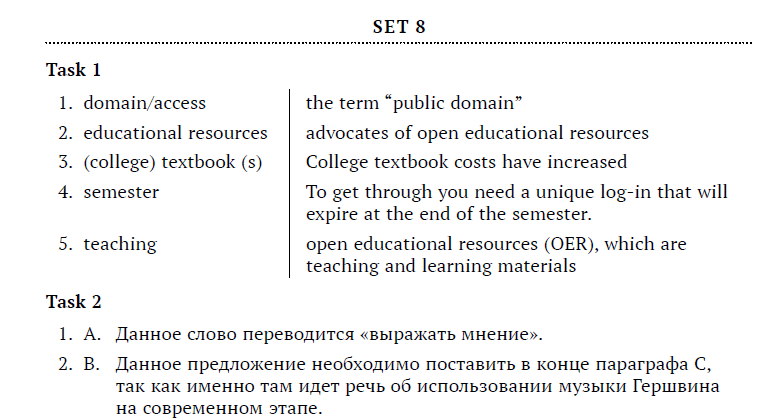 SET 8
Task 1
1. domain/access the term “public domain”
2. educational resources advocates of open educational resources
3. (college) textbook (s) College textbook costs have increased
4. semester To get through you need a unique log-in that will
expire at the end of the semester.
5. teaching open educational resources (OER), which are
teaching and learning materials
Task 2
1. A. Данное слово переводится «выражать мнение».
2. B. Данное предложение необходимо поставить в конце параграфа С,
так как именно там идет речь об использовании музыки Гершвина
на современном этапе.